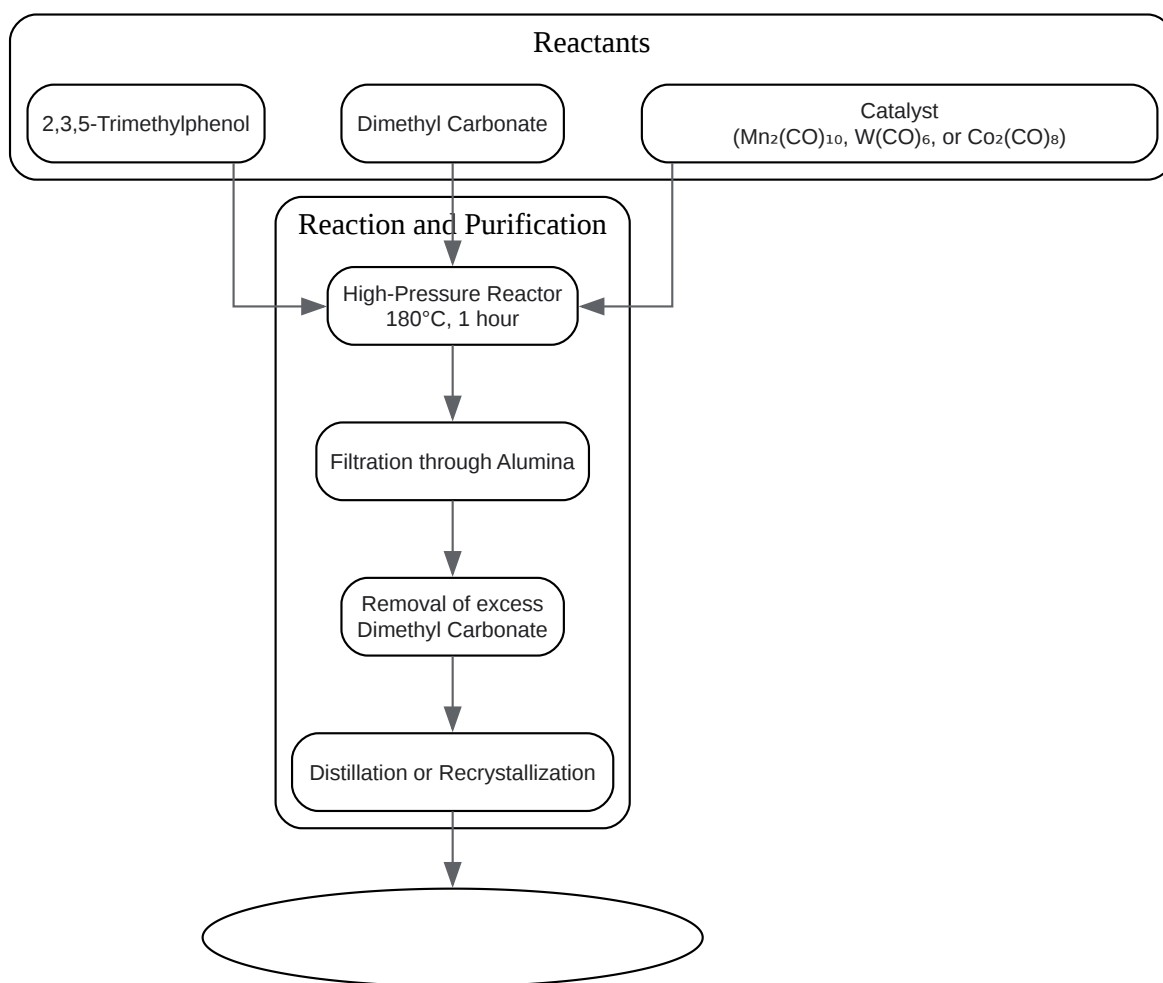 Reactants
2,3,5-Trimethylphenol
Dimethyl Carbonate
Catalyst
(Mn₂(CO)₁₀, W(CO)₆, or Co₂(CO)₈)
Reaction and Purification
High-Pressure Reactor
180°C, 1 hour
Filtration through Alumina
Removal of excess
Dimethyl Carbonate
Distillation or Recrystallization